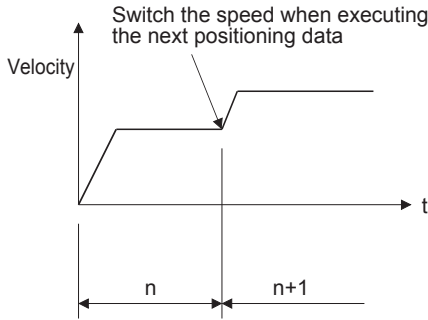 Switch the speed when executing
the next positioning data
Velocity
t
n
n+1